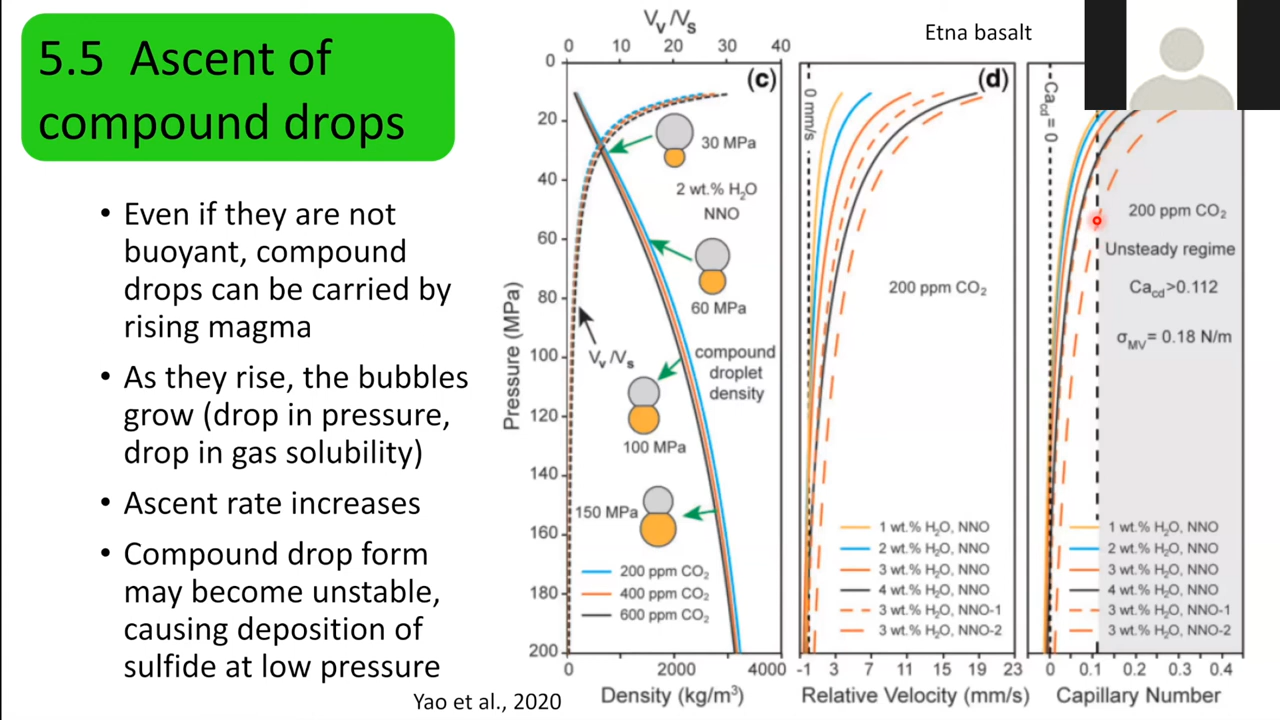 5.5 Ascent of
compound drops
• Even if they are not
buoyant, compound
drops can be carried by
rising magma
• As they rise, the bubbles
grow (drop in pressure,
drop in gas solubility)
• Ascent rate increases
• Compound drop form
may become unstable,
causing deposition of
sulfide at low pressure
Yao et al., 2020
Etna basalt
Vᵥ/Vₛ
0 10 20 30 40
Pressure (MPa)
0
20
40
60
80
100
120
140
160
180
200
(c)
30 MPa
2 wt.% H₂O
NNO
60 MPa
Vᵥ/Vₛ
compound
droplet
density
100 MPa
150 MPa
200 ppm CO₂
400 ppm CO₂
600 ppm CO₂
0 2000 4000
Density (kg/m³)
(d)
0 mm/s
200 ppm CO₂
1 wt.% H₂O, NNO
2 wt.% H₂O, NNO
3 wt.% H₂O, NNO
4 wt.% H₂O, NNO
3 wt.% H₂O, NNO-1
3 wt.% H₂O, NNO-2
-1 3 7 11 15 19 23
Relative Velocity (mm/s)
Ca_cd = 0
200 ppm CO₂
Unsteady regime
Ca_cd>0.112
σ_MV = 0.18 N/m
1 wt.% H₂O, NNO
2 wt.% H₂O, NNO
3 wt.% H₂O, NNO
4 wt.% H₂O, NNO
3 wt.% H₂O, NNO-1
3 wt.% H₂O, NNO-2
0 0.1 0.2 0.3 0.4
Capillary Number